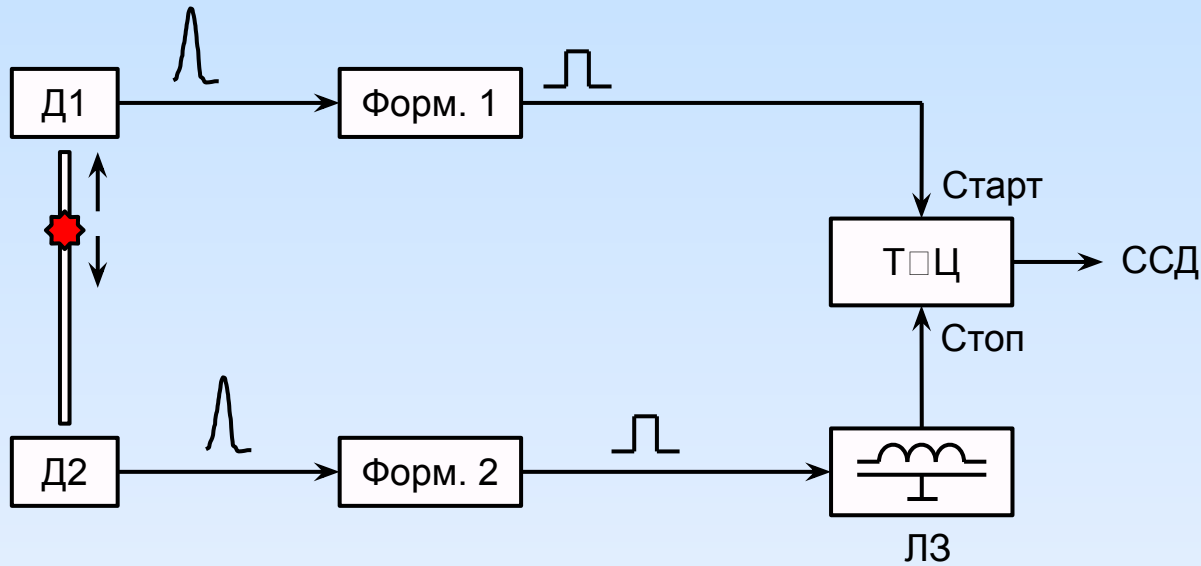 Д1
Форм. 1
Старт
Т□Ц
ССД
Стоп
Д2
Форм. 2
ЛЗ